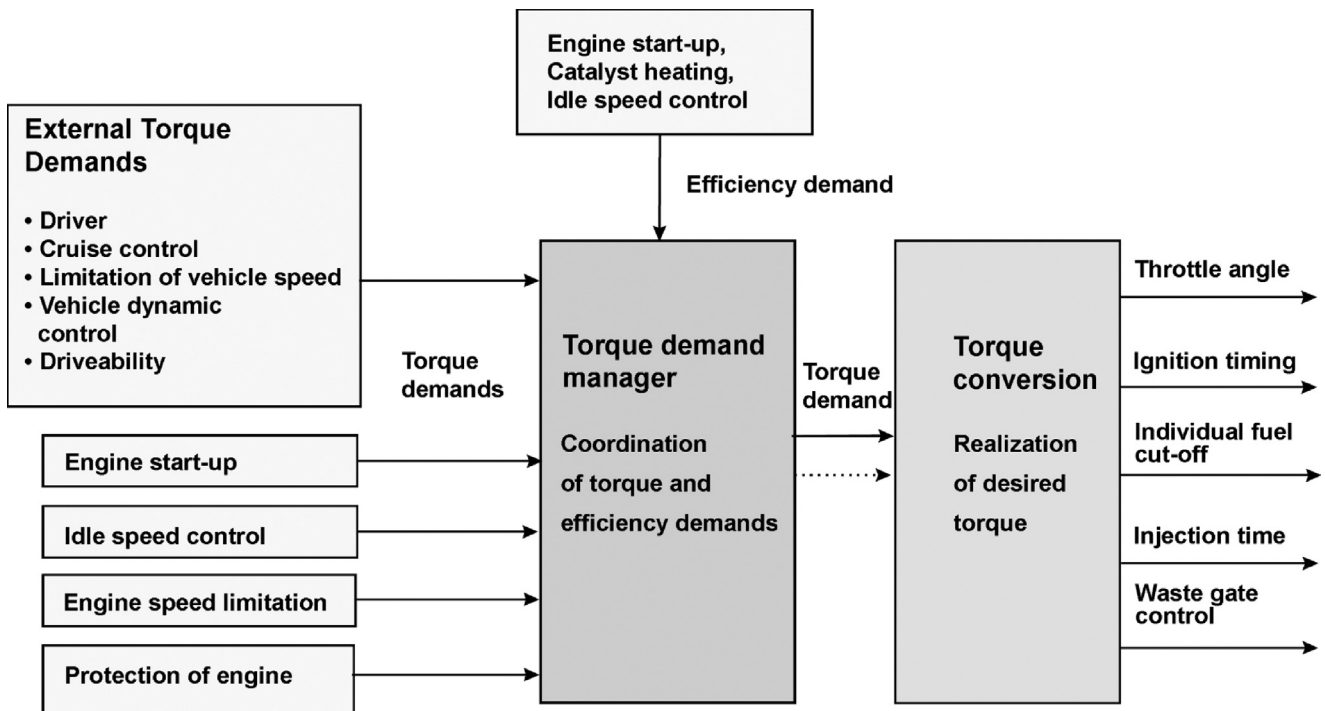 Engine start-up,
Catalyst heating,
Idle speed control
External Torque
Demands
• Driver
• Cruise control
• Limitation of vehicle speed
• Vehicle dynamic
control
• Driveability
Efficiency demand
Torque
demands
Engine start-up
Idle speed control
Engine speed limitation
Protection of engine
Torque demand
manager
Coordination
of torque and
efficiency demands
Torque
demand
Torque
conversion
Realization
of desired
torque
Throttle angle
Ignition timing
Individual fuel
cut-off
Injection time
Waste gate
control